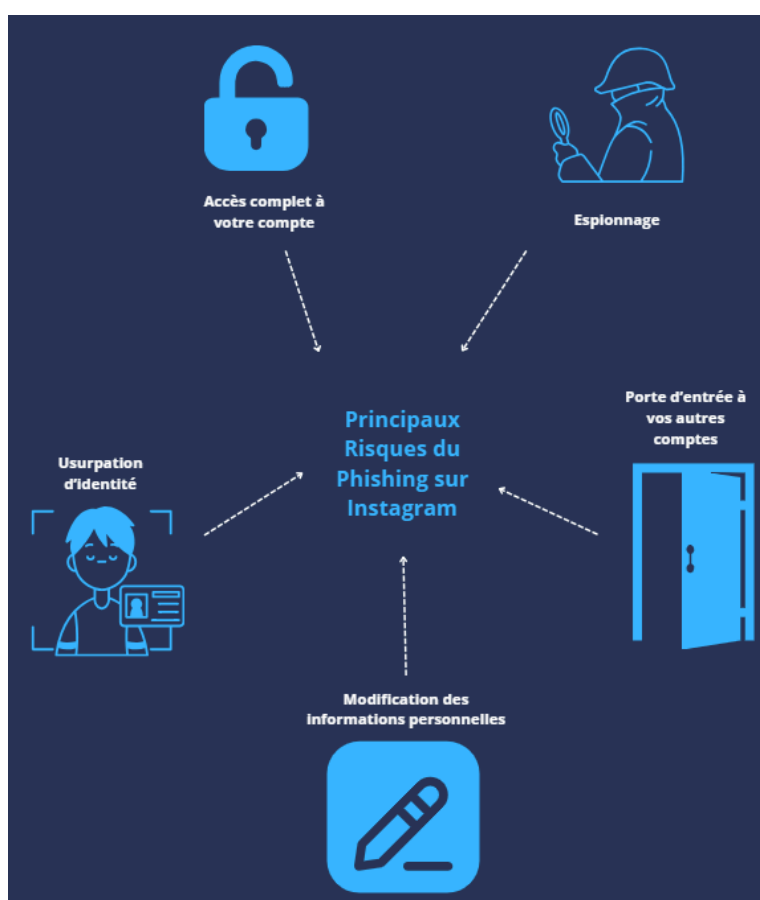 Accès complet à
votre compte
Espionnage
Porte d'entrée à
vos autres
comptes
Principaux
Risques du
Phishing sur
Instagram
Usurpation
d'identité
Modification des
informations personnelles